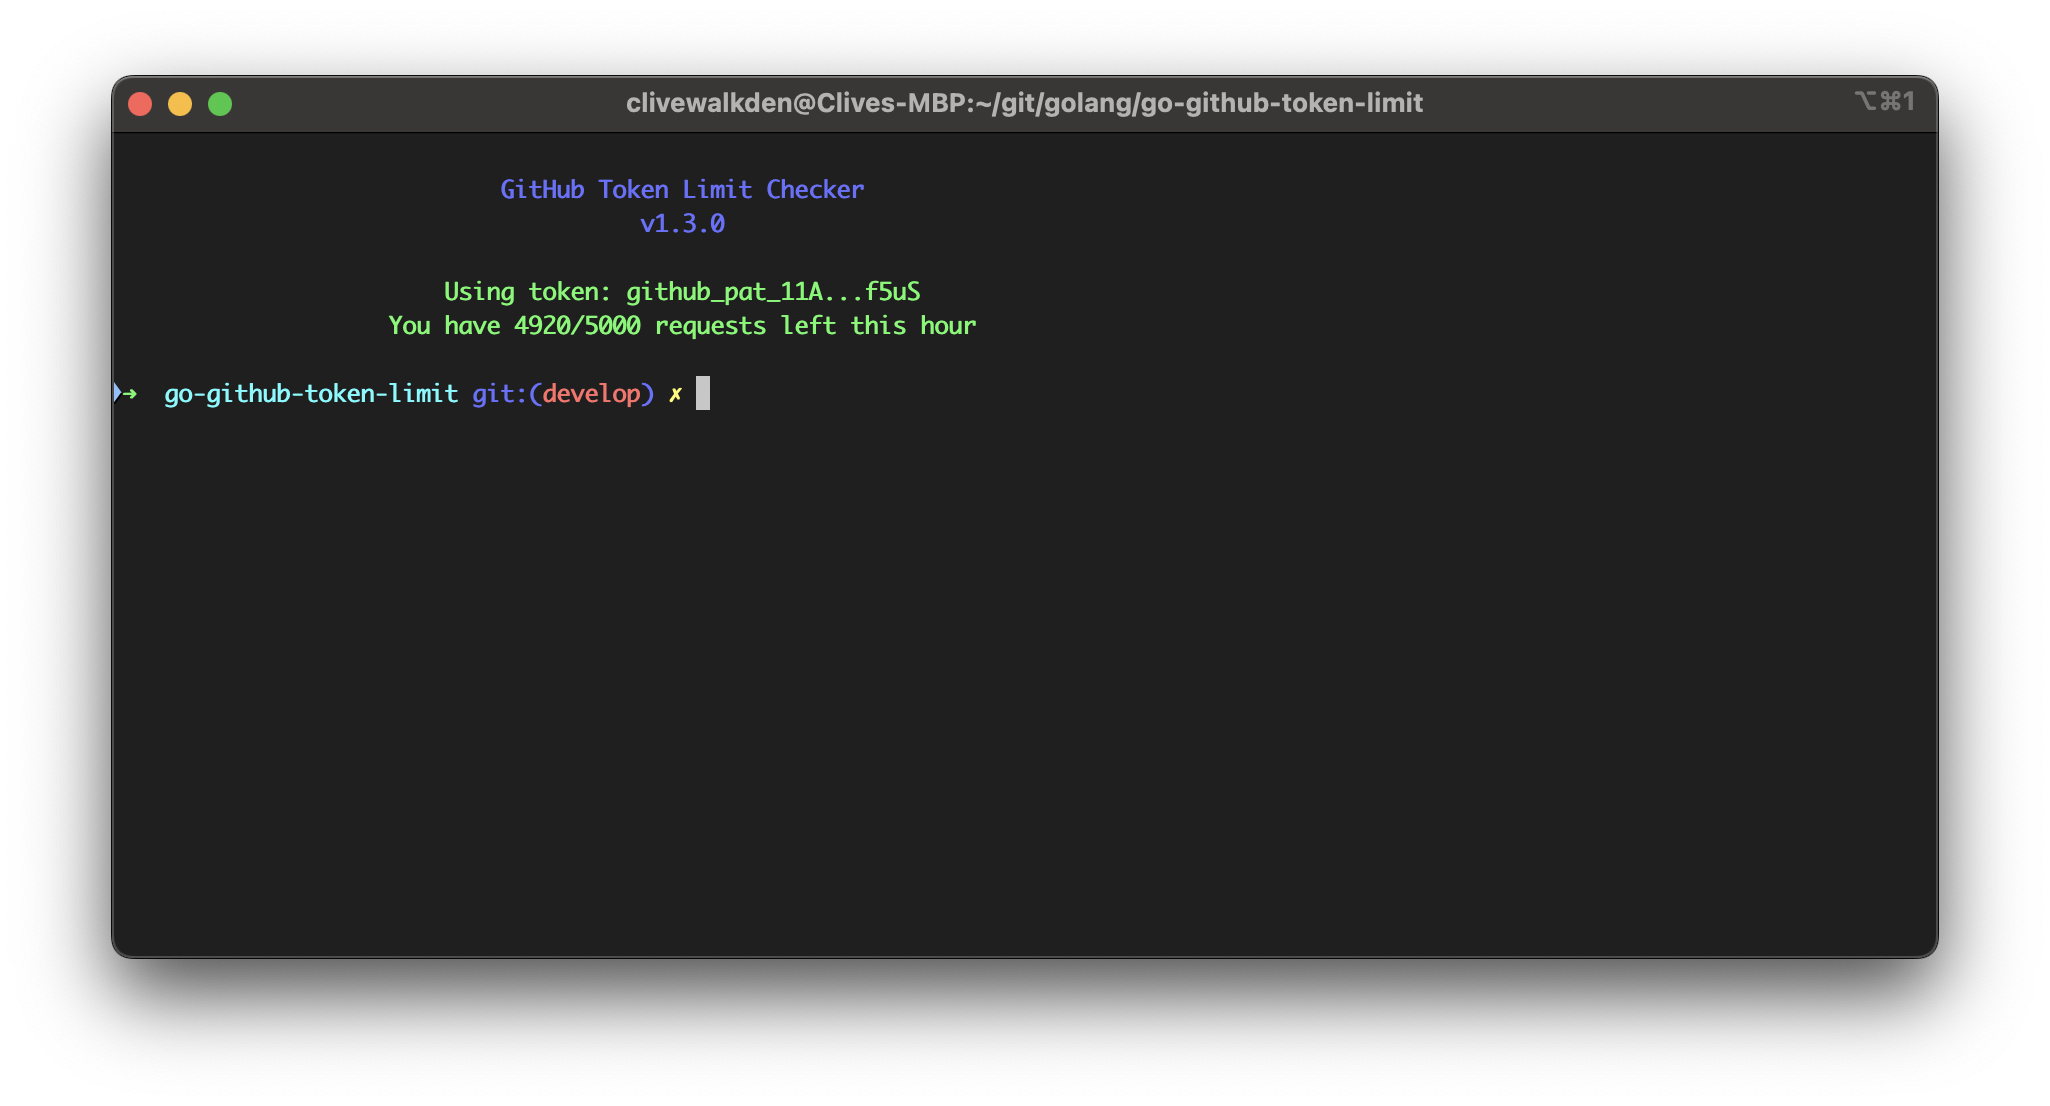 clivewalkden@Clives-MBP:~/git/golang/go-github-token-limit ⌥⌘1
GitHub Token Limit Checker
v1.3.0
Using token: github_pat_11A...f5uS
You have 4920/5000 requests left this hour
➜ go-github-token-limit git:(develop) ✗